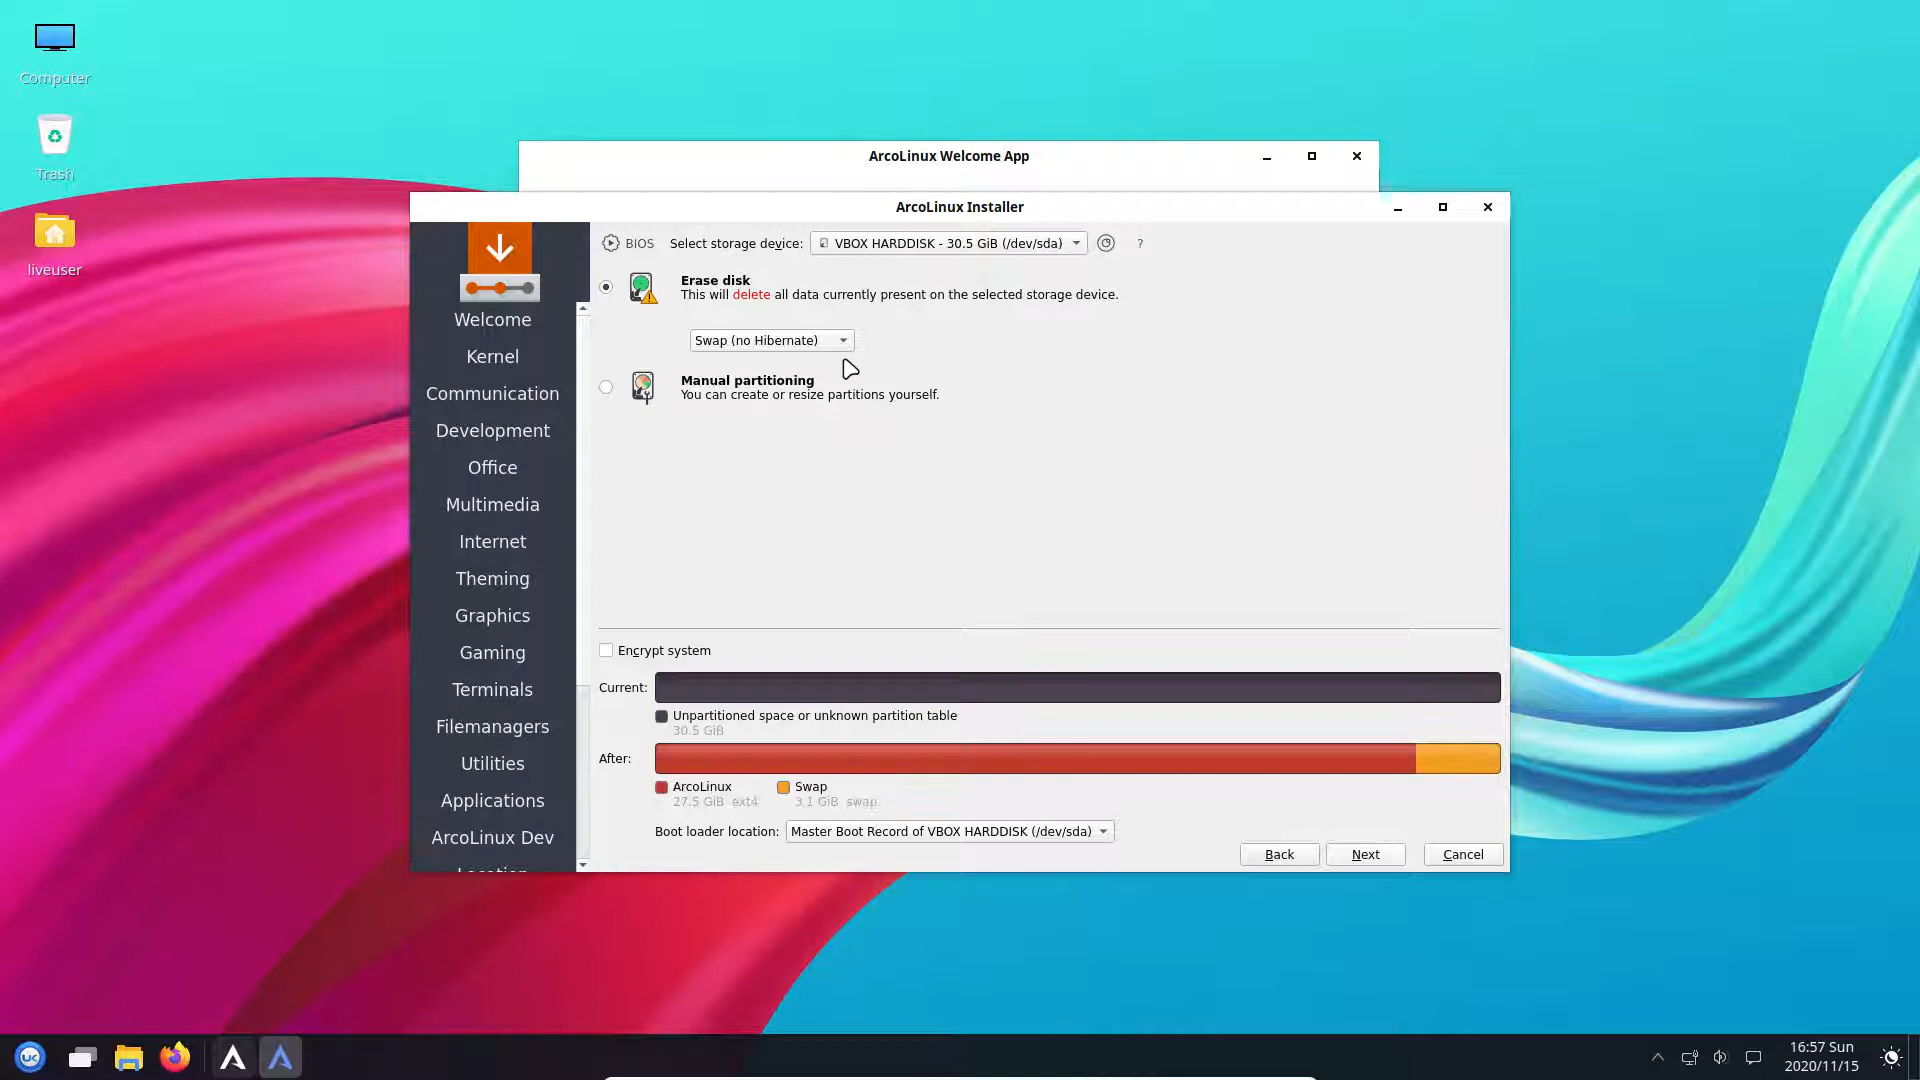 Computer
Trash
liveuser
ArcoLinux Welcome App
ArcoLinux Installer
BIOS Select storage device: VBOX HARDDISK - 30.5 GiB (/dev/sda) ?
Erase disk
This will delete all data currently present on the selected storage device.
Swap (no Hibernate)
Manual partitioning
You can create or resize partitions yourself.
Welcome
Kernel
Communication
Development
Office
Multimedia
Internet
Theming
Graphics
Gaming
Terminals
Filemanagers
Utilities
Applications
ArcoLinux Dev
Location
Encrypt system
Current:
Unpartitioned space or unknown partition table
30.5 GiB
After:
ArcoLinux Swap
27.5 GiB ext4 3.1 GiB swap
Boot loader location: Master Boot Record of VBOX HARDDISK (/dev/sda)
Back Next Cancel
UC
16:57 Sun
2020/11/15